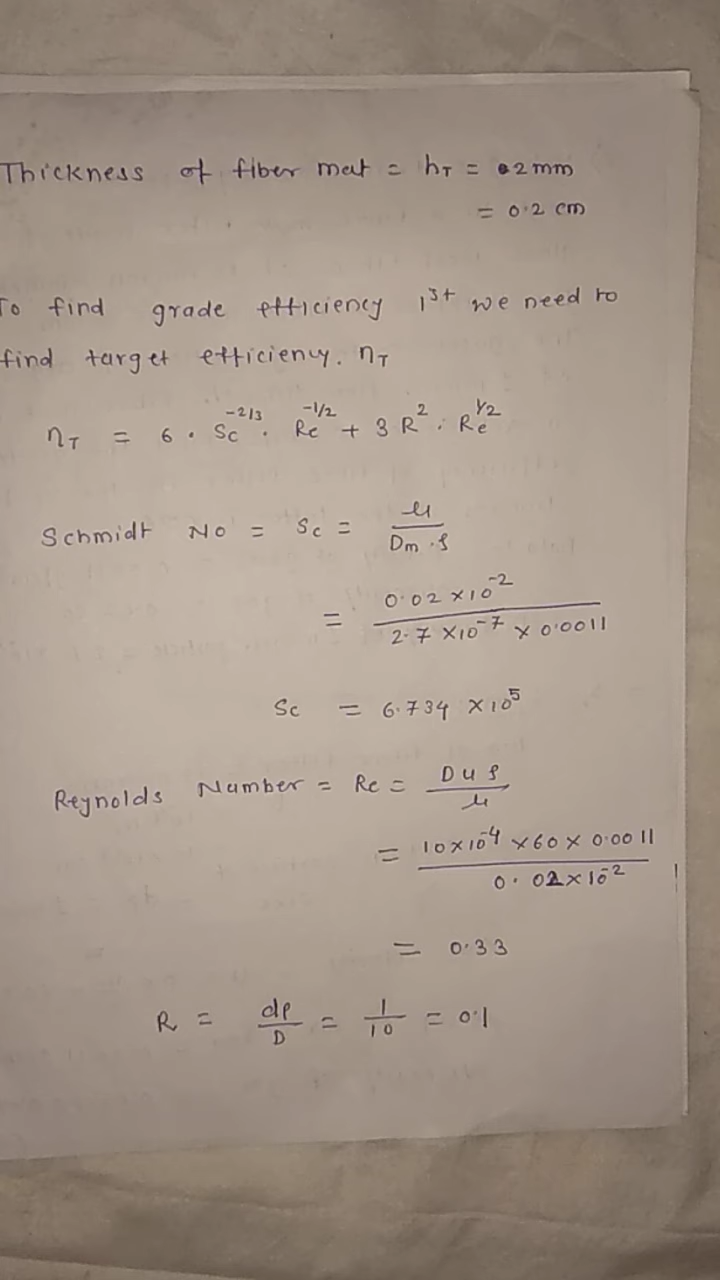 Thickness of fiber mat = hT = 2mm
= 0.2 cm
To find grade efficiency 1st we need to
find target efficiency. ηT
ηT = 6 . Sc^-2/3 . Re^-1/2 + 3 R^2 . Re^1/2
Schmidt No = Sc = μ / Dm . ρ
= 0.02 x 10^-2 / 2.7 x 10^-7 x 0.0011
Sc = 6.734 x 10^5
Reynolds Number = Re = D u ρ / μ
= 10 x 10^-4 x 60 x 0.0011 / 0.02 x 10^-2
= 0.33
R = dp / D = 1 / 10 = 0.1